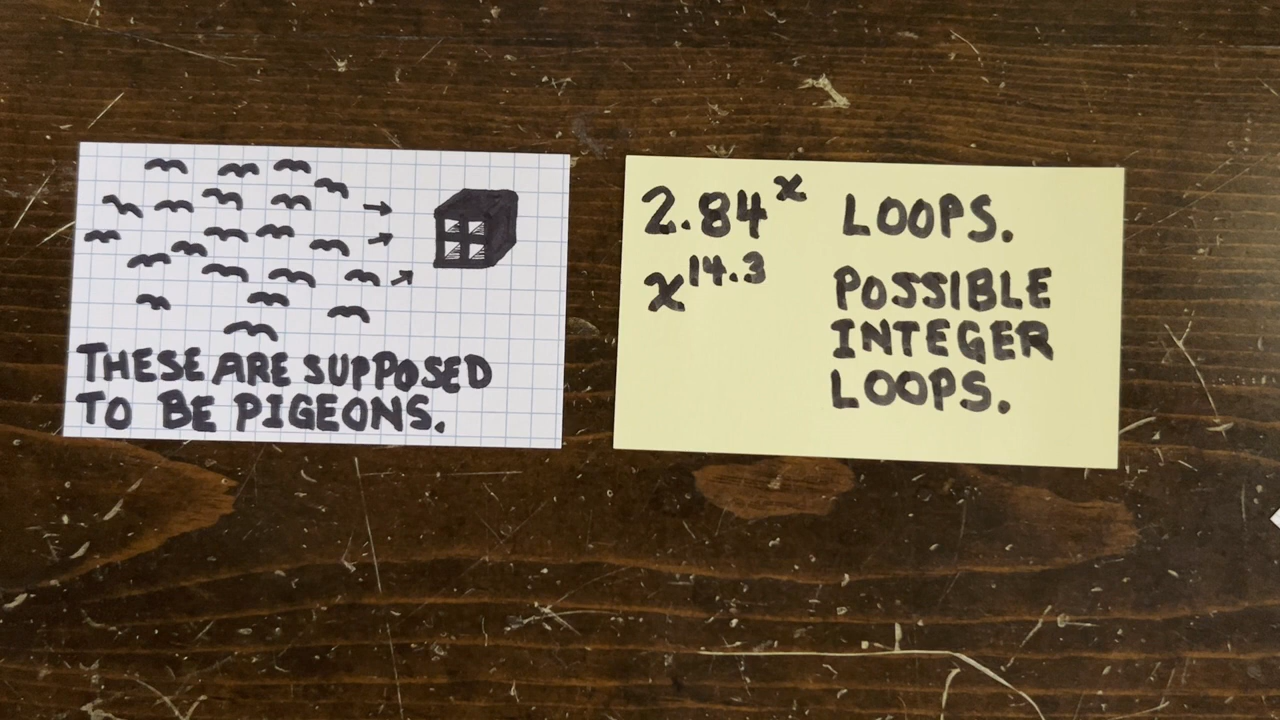 THESE ARE SUPPOSED
TO BE PIGEONS.
2.84^x LOOPS.
x^14.3 POSSIBLE
INTEGER
LOOPS.